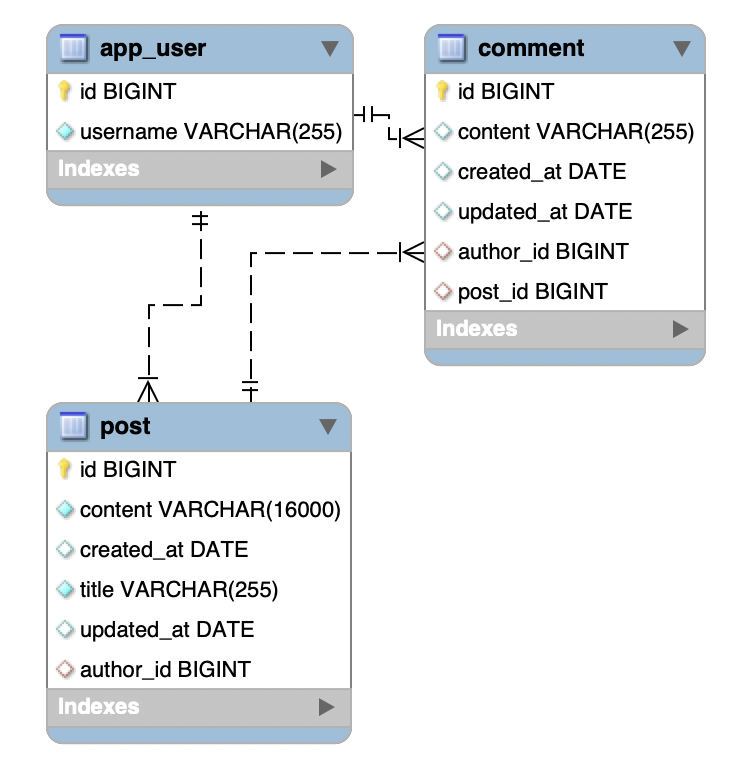 app_user
id BIGINT
username VARCHAR(255)
Indexes
comment
id BIGINT
content VARCHAR(255)
created_at DATE
updated_at DATE
author_id BIGINT
post_id BIGINT
Indexes
post
id BIGINT
content VARCHAR(16000)
created_at DATE
title VARCHAR(255)
updated_at DATE
author_id BIGINT
Indexes